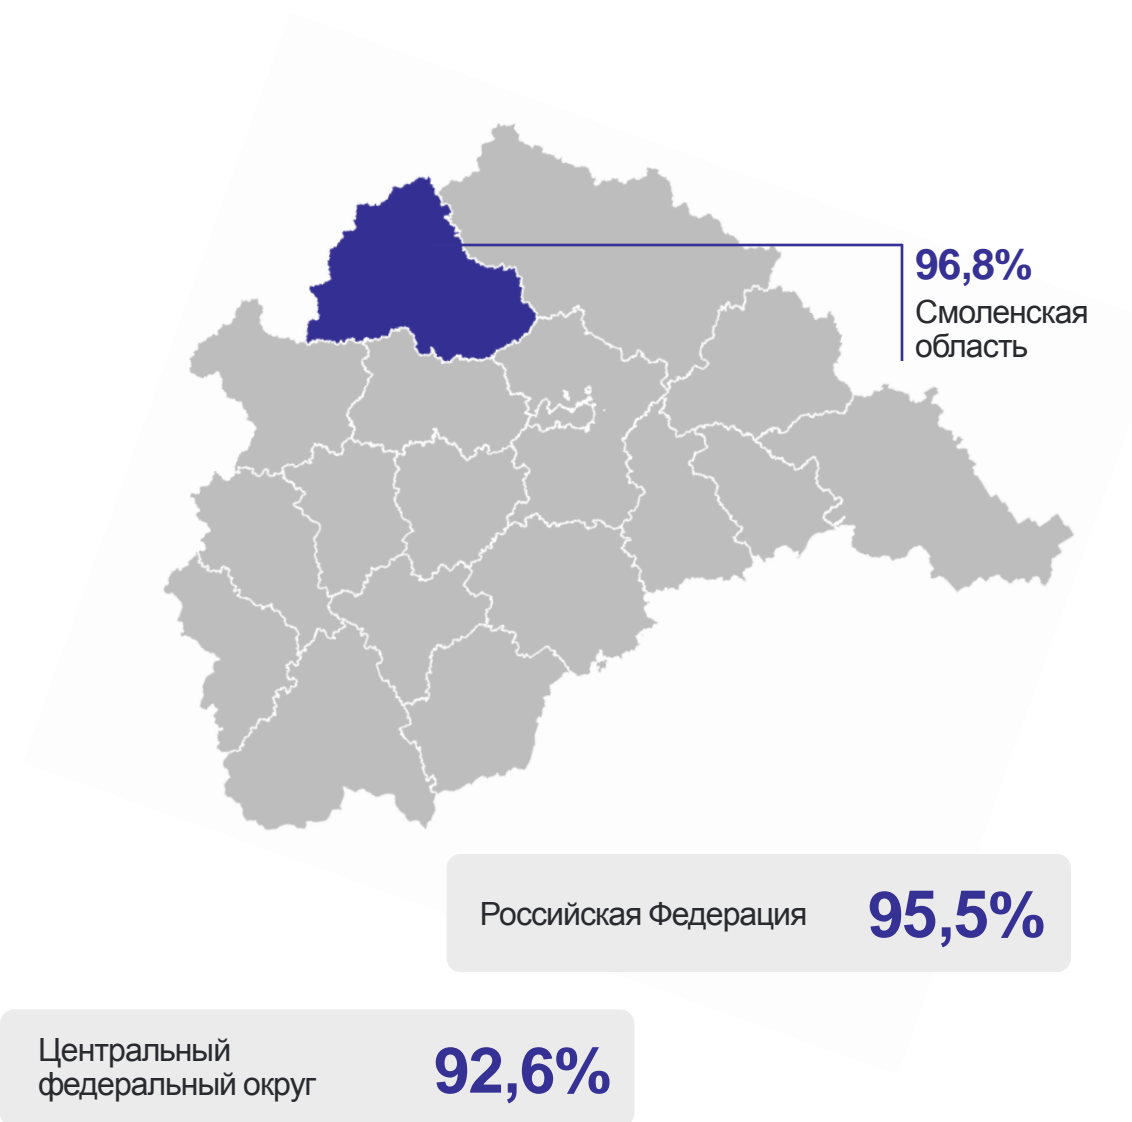 96,8%
Смоленская
область
Российская Федерация
95,5%
Центральный
федеральный округ
92,6%